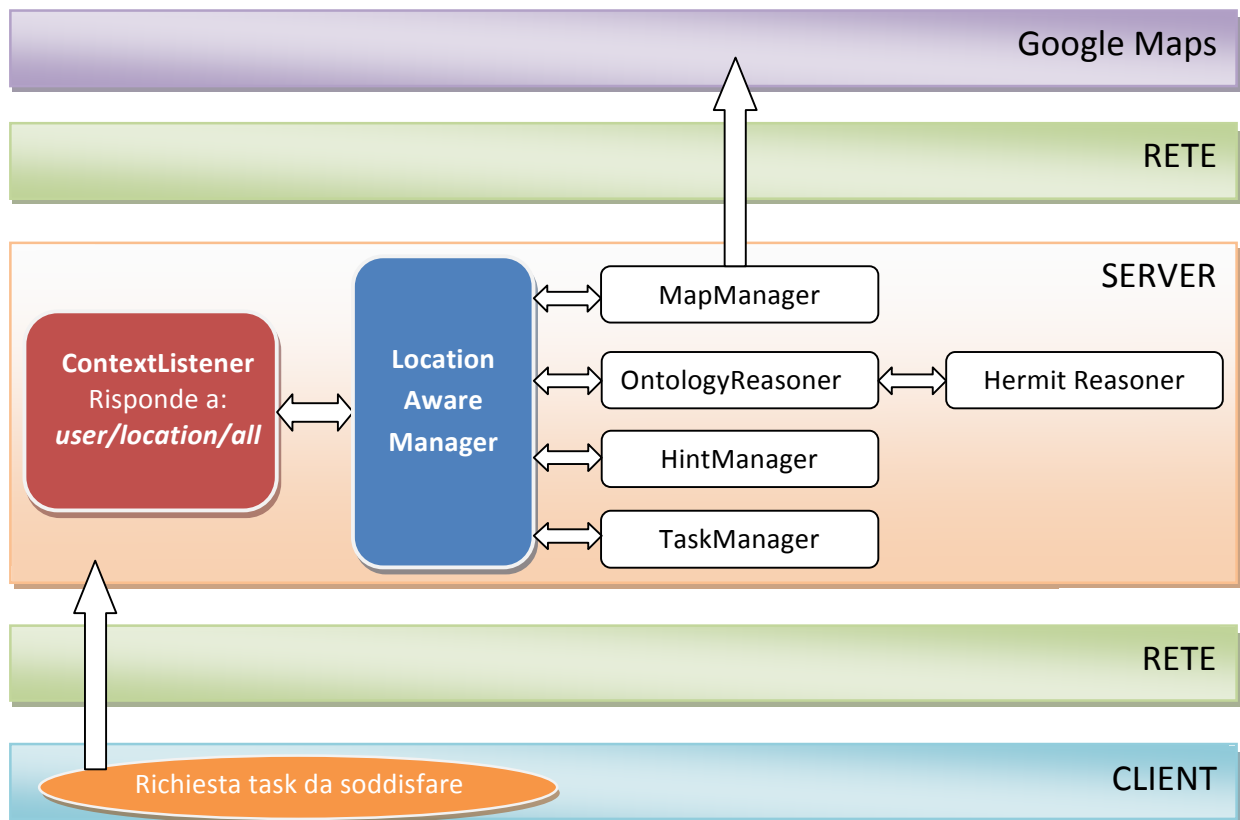 Google Maps
RETE
SERVER
MapManager
ContextListener
Risponde a:
user/location/all
Location
Aware
Manager
OntologyReasoner
Hermit Reasoner
HintManager
TaskManager
RETE
CLIENT
Richiesta task da soddisfare